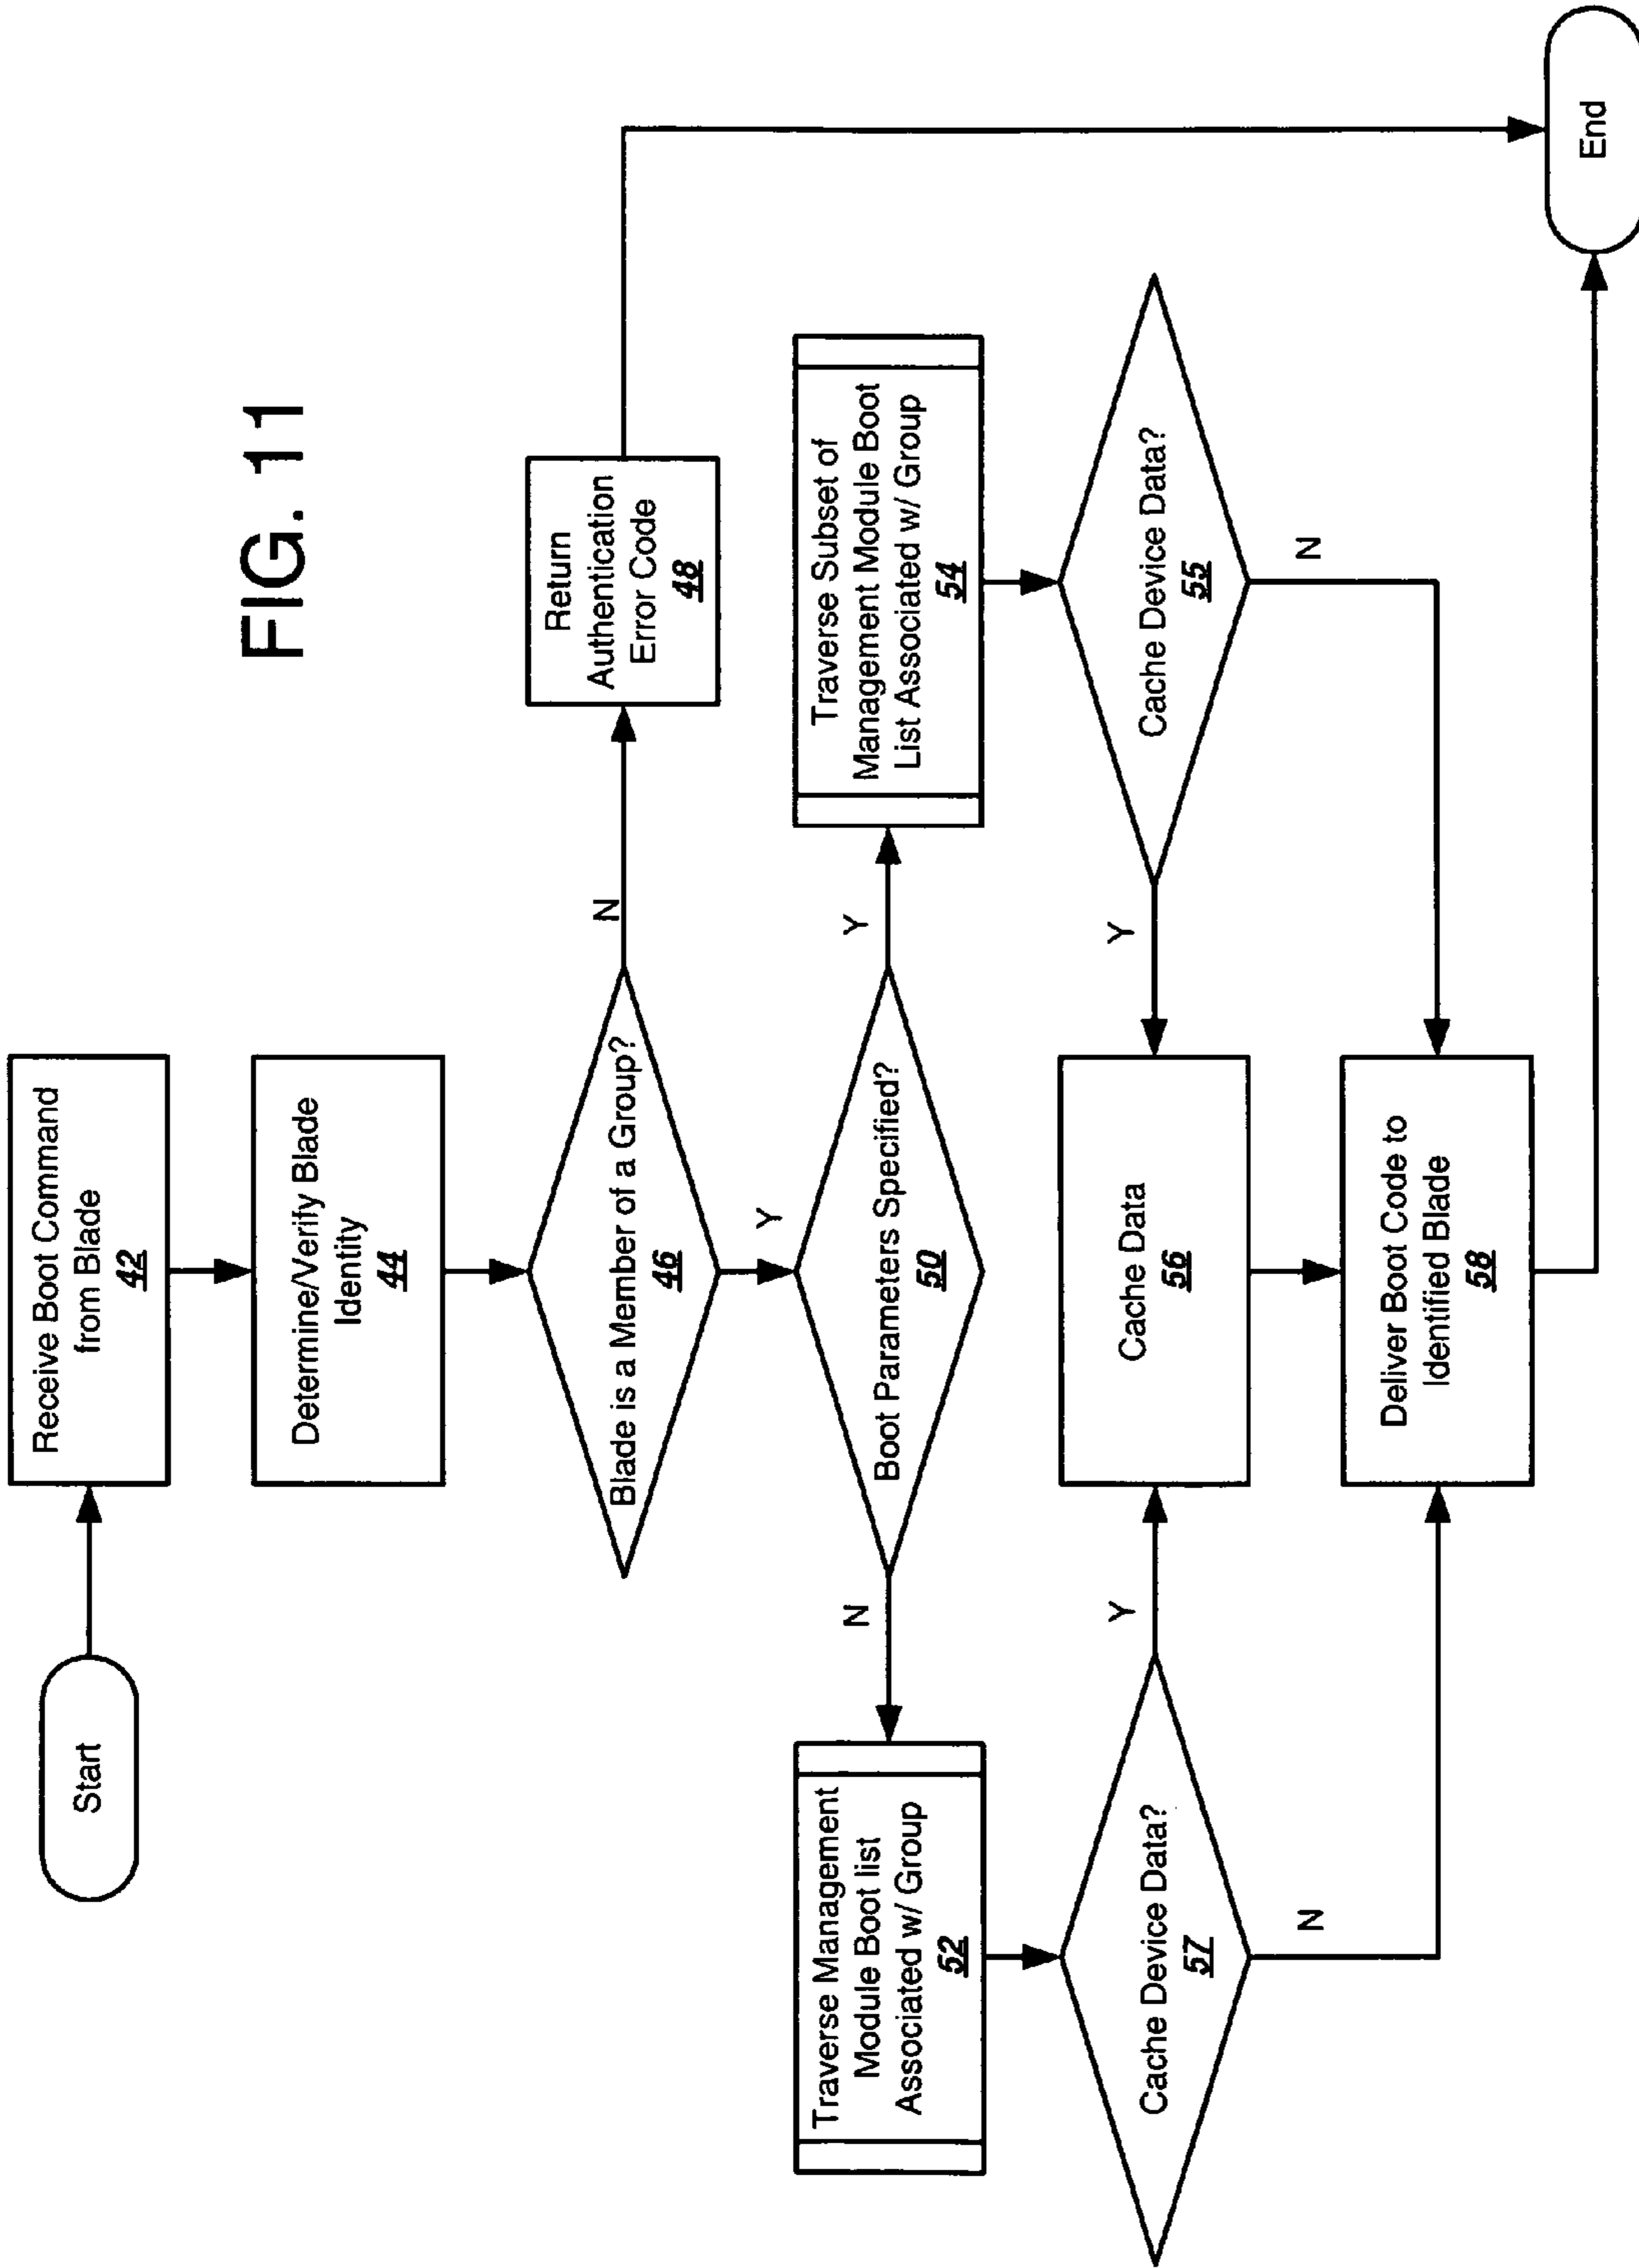 FIG. 11
Start
Receive Boot Command
from Blade
42
Determine/Verify Blade
Identity
44
Blade is a Member of a Group?
46
N
Return
Authentication
Error Code
48
Y
Boot Parameters Specified?
50
N
Y
Traverse Management
Module Boot list
Associated w/ Group
52
Traverse Subset of
Management Module Boot
List Associated w/ Group
54
Cache Device Data?
57
Y
Cache Data
56
Y
Cache Device Data?
55
N
N
Deliver Boot Code to
Identified Blade
58
End